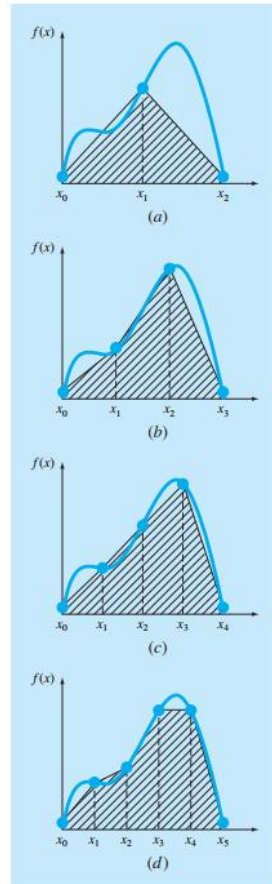 f(x)
x₀ x₁ x₂
(a)
f(x)
x₀ x₁ x₂ x₃
(b)
f(x)
x₀ x₁ x₂ x₃ x₄
(c)
f(x)
x₀ x₁ x₂ x₃ x₄ x₅
(d)